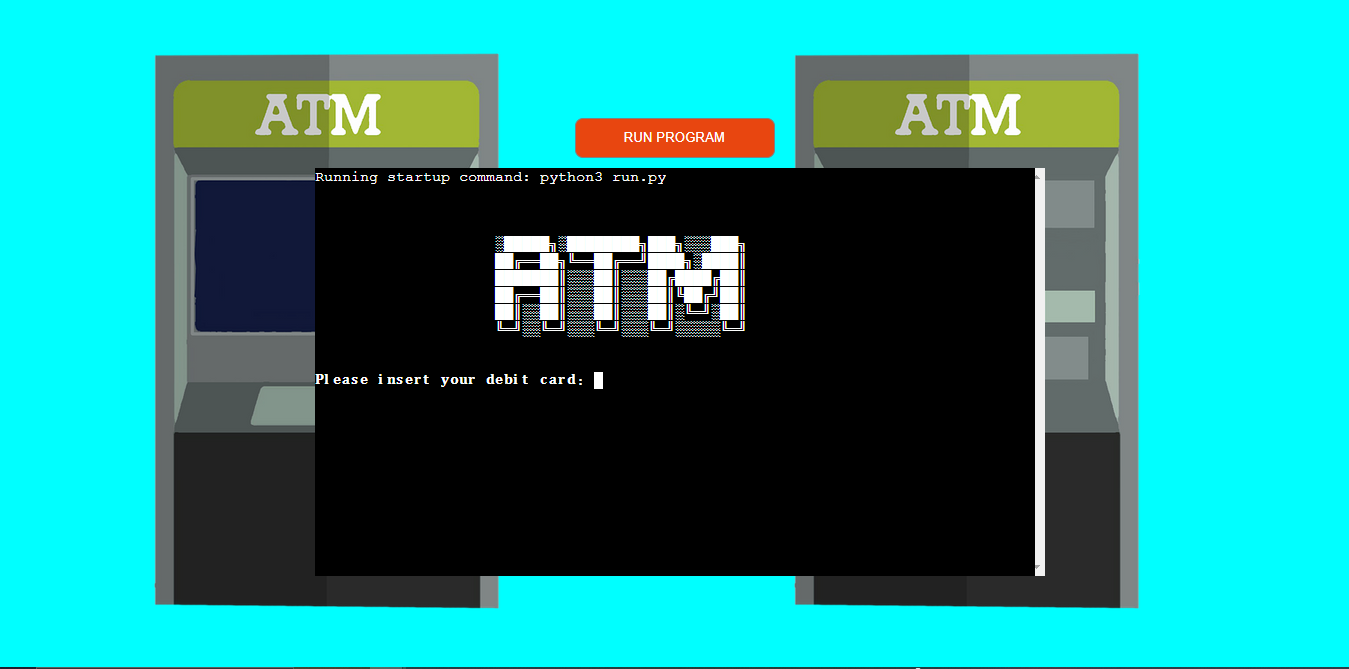 ATM
ATM
RUN PROGRAM
Running startup command: python3 run.py
ATM
Please insert your debit card: